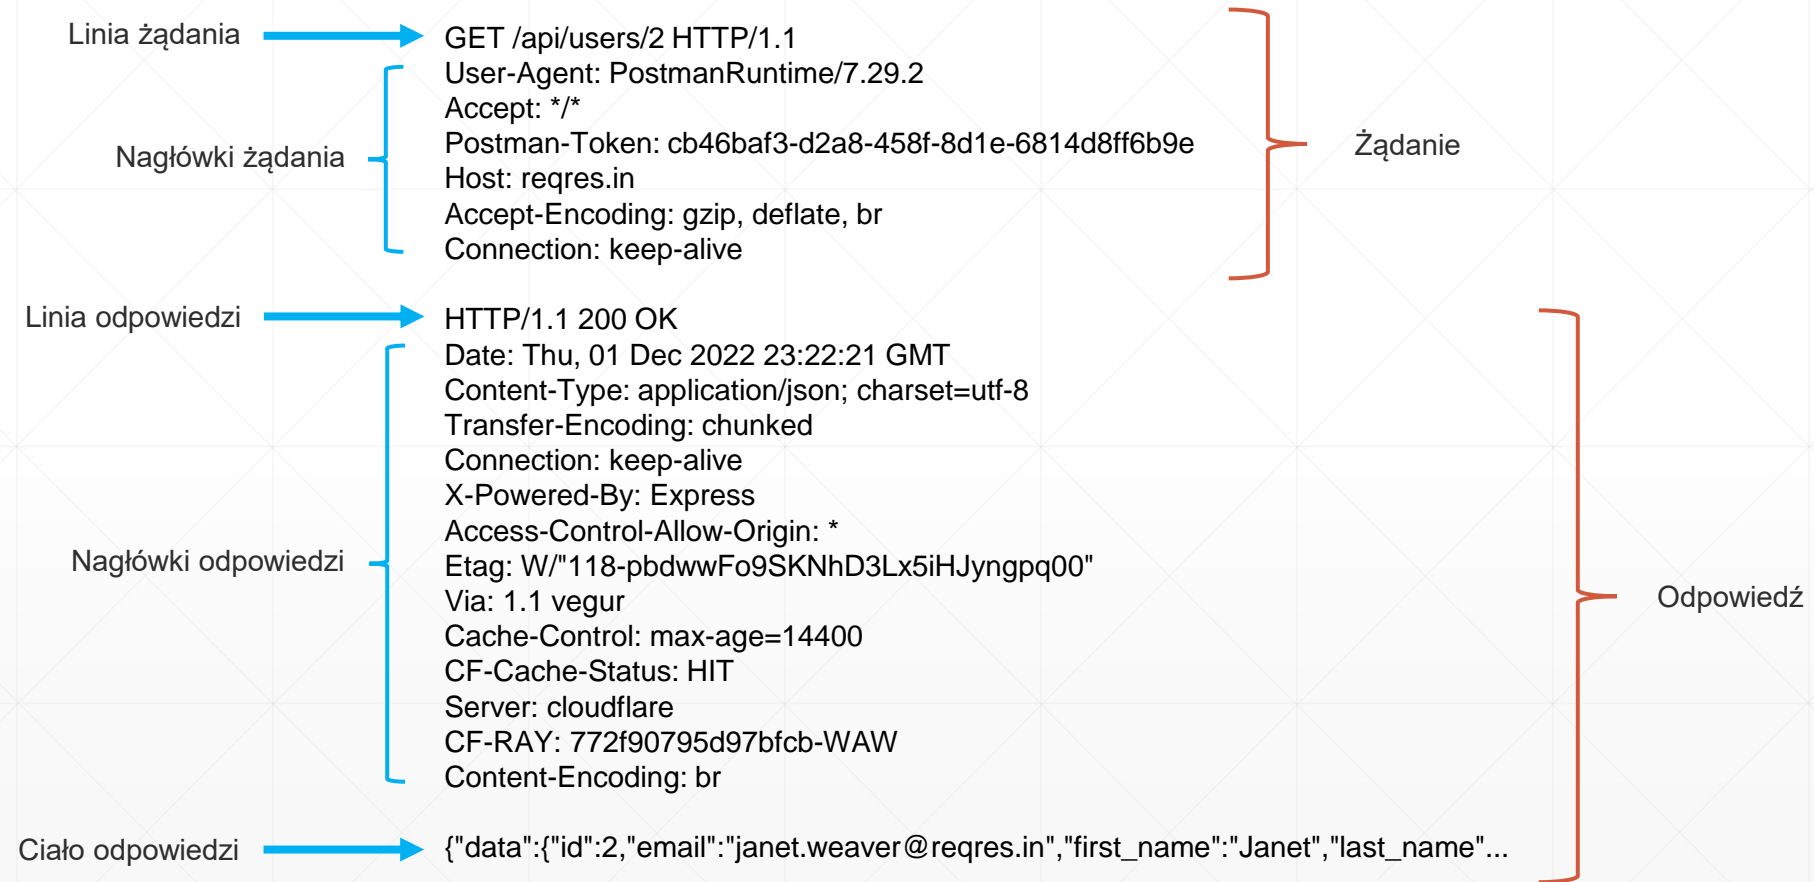 Linia żądania
GET /api/users/2 HTTP/1.1
Nagłówki żądania
User-Agent: PostmanRuntime/7.29.2
Accept: */*
Postman-Token: cb46baf3-d2a8-458f-8d1e-6814d8ff6b9e
Host: reqres.in
Accept-Encoding: gzip, deflate, br
Connection: keep-alive
Żądanie
Linia odpowiedzi
HTTP/1.1 200 OK
Nagłówki odpowiedzi
Date: Thu, 01 Dec 2022 23:22:21 GMT
Content-Type: application/json; charset=utf-8
Transfer-Encoding: chunked
Connection: keep-alive
X-Powered-By: Express
Access-Control-Allow-Origin: *
Etag: W/"118-pbdwwFo9SKNhD3Lx5iHJyngpq00"
Via: 1.1 vegur
Cache-Control: max-age=14400
CF-Cache-Status: HIT
Server: cloudflare
CF-RAY: 772f90795d97bfcb-WAW
Content-Encoding: br
Odpowiedź
Ciało odpowiedzi
{"data":{"id":2,"email":"janet.weaver@reqres.in","first_name":"Janet","last_name"...